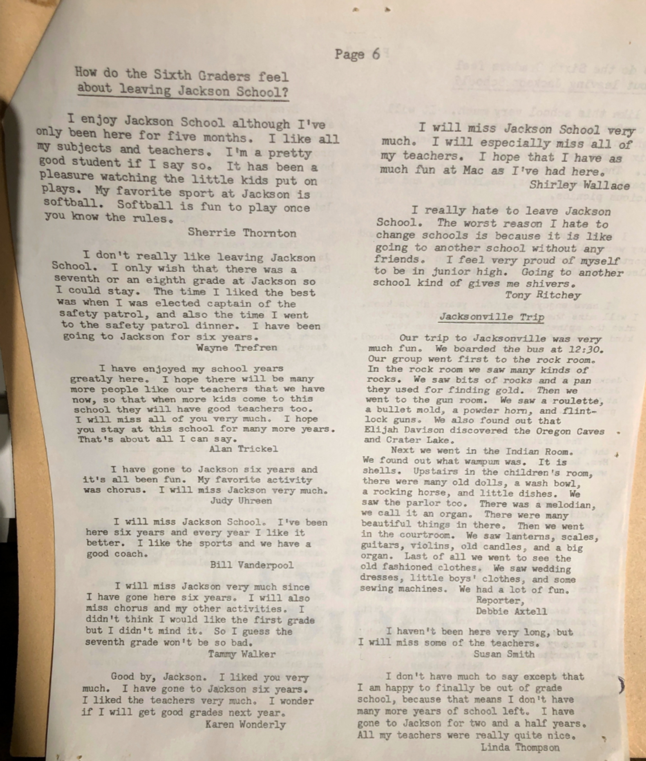 Page 6
How do the Sixth Graders feel
about leaving Jackson School?
I enjoy Jackson School although I've
only been here for five months. I like all
my subjects and teachers. I'm a pretty
good student if I say so. It has been a
pleasure watching the little kids put on
plays. My favorite sport at Jackson is
softball. Softball is fun to play once
you know the rules.
Sherrie Thornton
I don't really like leaving Jackson
School. I only wish that there was a
seventh or an eighth grade at Jackson so
I could stay. The time I liked the best
was when I was elected captain of the
safety patrol, and also the time I went
to the safety patrol dinner. I have been
going to Jackson for six years.
Wayne Trefren
I have enjoyed my school years
greatly here. I hope there will be many
more people like our teachers that we have
now, so that when more kids come to this
school they will have good teachers too.
I will miss all of you very much. I hope
you stay at this school for many more years.
That's about all I can say.
Alan Trickel
I have gone to Jackson six years and
it's all been fun. My favorite activity
was chorus. I will miss Jackson very much.
Judy Uhreen
I will miss Jackson School. I've been
here six years and every year I like it
better. I like the sports and we have a
good coach.
Bill Vanderpool
I will miss Jackson very much since
I have gone here six years. I will also
miss chorus and my other activities. I
didn't think I would like the first grade
but I didn't mind it. So I guess the
seventh grade won't be so bad.
Tammy Walker
Good by, Jackson. I liked you very
much. I have gone to Jackson six years.
I liked the teachers very much. I wonder
if I will get good grades next year.
Karen Wonderly
I will miss Jackson School very
much. I will especially miss all of
my teachers. I hope that I have as
much fun at Mac as I've had here.
Shirley Wallace
I really hate to leave Jackson
School. The worst reason I hate to
change schools is because it is like
going to another school without any
friends. I feel very proud of myself
to be in junior high. Going to another
school kind of gives me shivers.
Tony Ritchey
Jacksonville Trip
Our trip to Jacksonville was very
much fun. We boarded the bus at 12:30.
Our group went first to the rock room.
In the rock room we saw many kinds of
rocks. We saw bits of rocks and a pan
they used for finding gold. Then we
went to the gun room. We saw a roulette,
a bullet mold, a powder horn, and flint-
lock guns. We also found out that
Elijah Davison discovered the Oregon Caves
and Crater Lake.
Next we went in the Indian Room.
We found out what wampum was. It is
shells. Upstairs in the children's room,
there were many old dolls, a wash bowl,
a rocking horse, and little dishes. We
saw the parlor too. There was a melodian,
we call it an organ. There were many
beautiful things in there. Then we went
in the courtroom. We saw lanterns, scales,
guitars, violins, old candles, and a big
organ. Last of all we went to see the
old fashioned clothes. We saw wedding
dresses, little boys' clothes, and some
sewing machines. We had a lot of fun.
Reporter,
Debbie Axtell
I haven't been here very long, but
I will miss some of the teachers.
Susan Smith
I don't have much to say except that
I am happy to finally be out of grade
school, because that means I don't have
many more years of school left. I have
gone to Jackson for two and a half years.
All my teachers were really quite nice.
Linda Thompson